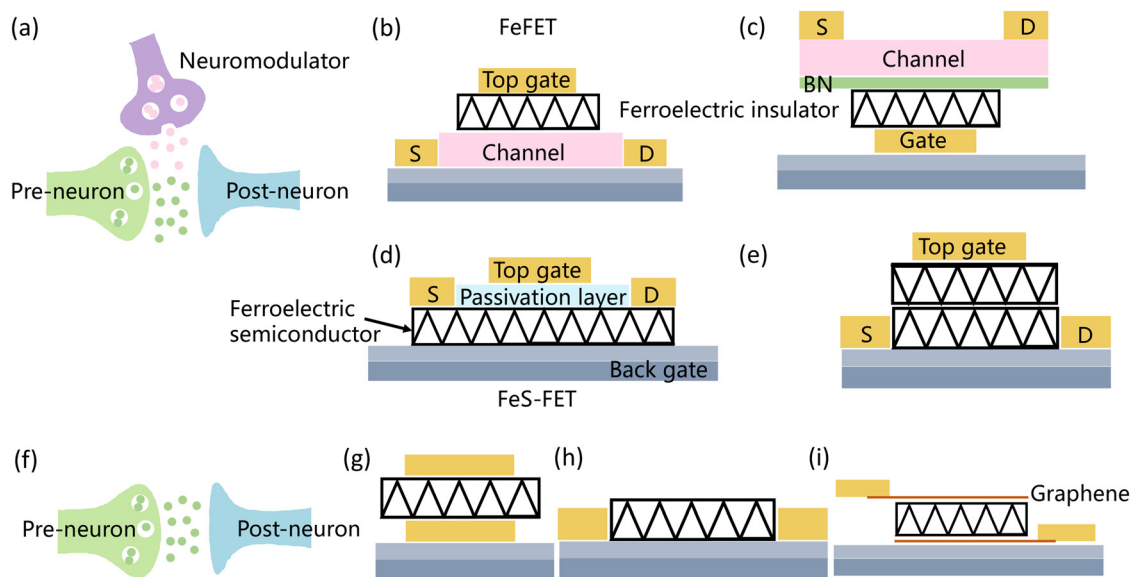 (a)
Neuromodulator
Pre-neuron
Post-neuron
(b)
FeFET
Top gate
S
Channel
D
(c)
S
D
Channel
BN
Ferroelectric insulator
Gate
(d)
Top gate
S
Passivation layer
D
Ferroelectric
semiconductor
Back gate
FeS-FET
(e)
Top gate
S
D
(f)
Pre-neuron
Post-neuron
(g)
(h)
(i)
Graphene